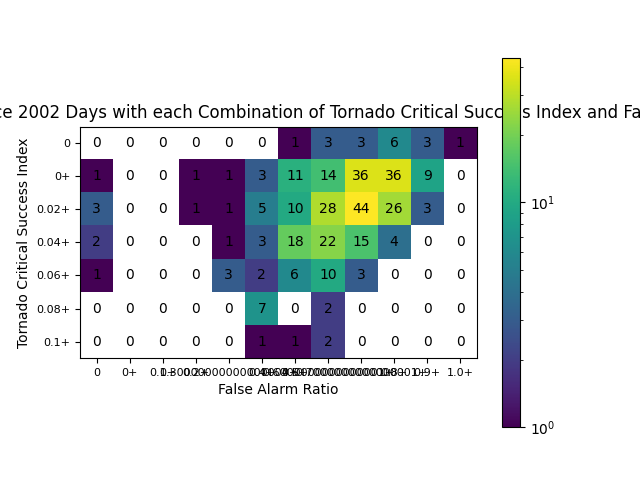 ce 2002 Days with each Combination of Tornado Critical Success Index and Fa
Tornado Critical Success Index
0 0 0 0 0 0 0 1 3 3 6 3 1
0+ 1 0 0 1 1 3 11 14 36 36 9 0
0.02+ 3 0 0 1 1 5 10 28 44 26 3 0
0.04+ 2 0 0 0 1 3 18 22 15 4 0 0
0.06+ 1 0 0 0 3 2 6 10 3 0 0 0
0.08+ 0 0 0 0 0 7 0 2 0 0 0 0
0.1+ 0 0 0 0 0 1 1 2 0 0 0 0
0 0+ 0.2+ 0.9+ 1.0+
False Alarm Ratio
10¹
10⁰